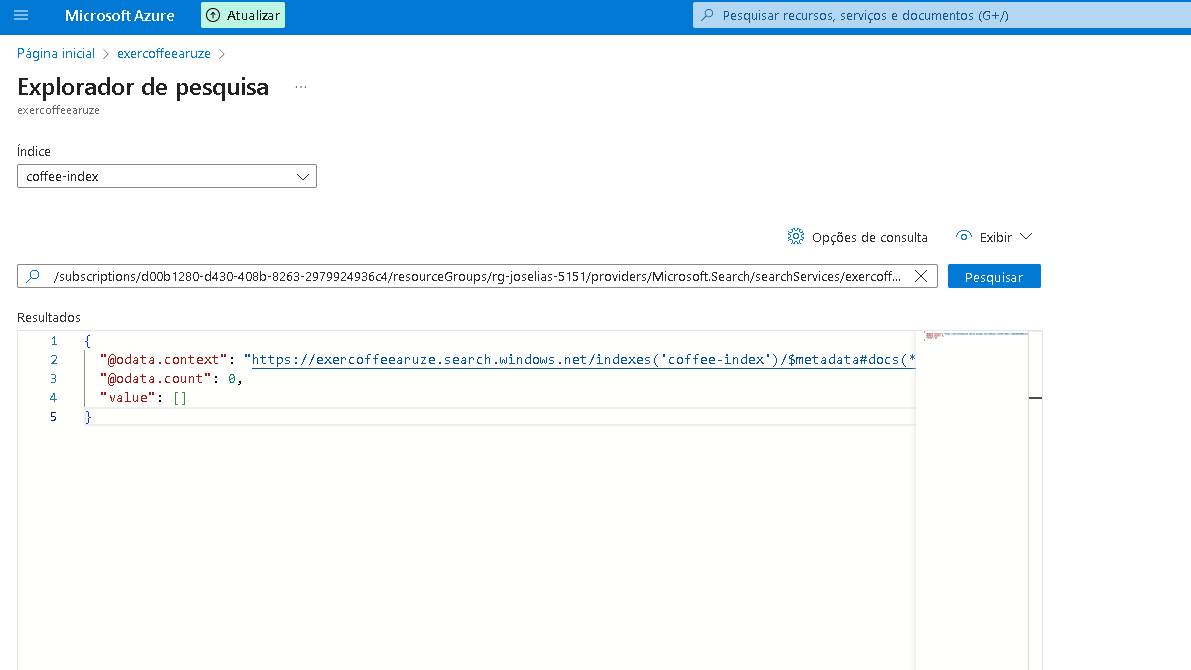 Microsoft Azure Atualizar Pesquisar recursos, serviços e documentos (G+/)
Página inicial > exercoffeearuze >
Explorador de pesquisa ...
exercoffeearuze
Índice
coffee-index
Opções de consulta Exibir
/subscriptions/d00b1280-d430-408b-8263-2979924936c4/resourceGroups/rg-joselias-5151/providers/Microsoft.Search/searchServices/exercoff... Pesquisar
Resultados
1 {
2 "@odata.context": "https://exercoffeearuze.search.windows.net/indexes('coffee-index')/$metadata#docs(*
3 "@odata.count": 0,
4 "value": []
5 }